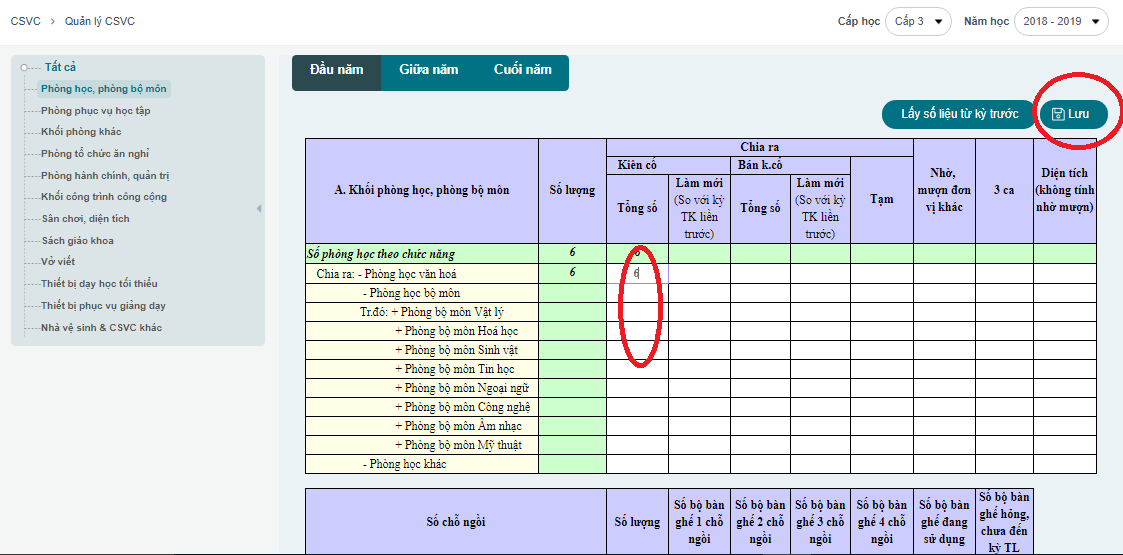 CSVC > Quản lý CSVC
Cấp học Cấp 3 Năm học 2018 - 2019
Tất cả
Phòng học, phòng bộ môn
Phòng phục vụ học tập
Khối phòng khác
Phòng tổ chức ăn nghỉ
Phòng hành chính, quản trị
Khối công trình công cộng
Sân chơi, diện tích
Sách giáo khoa
Vở viết
Thiết bị dạy học tối thiểu
Thiết bị phục vụ giảng dạy
Nhà vệ sinh & CSVC khác
Đầu năm Giữa năm Cuối năm
Lấy số liệu từ kỳ trước Lưu
A. Khối phòng học, phòng bộ môn
Số lượng
Chia ra
Kiên cố
Tổng số
Làm mới
(So với kỳ
TK liền
trước)
Bán k.cố
Tổng số
Làm mới
(So với kỳ
TK liền
trước)
Tạm
Nhờ,
mượn đơn
vị khác
3 ca
Diện tích
(không tính
nhờ mượn)
Số phòng học theo chức năng 6 6
Chia ra: - Phòng học văn hoá 6 6
- Phòng học bộ môn
Tr.đó: + Phòng bộ môn Vật lý
+ Phòng bộ môn Hoá học
+ Phòng bộ môn Sinh vật
+ Phòng bộ môn Tin học
+ Phòng bộ môn Ngoại ngữ
+ Phòng bộ môn Công nghệ
+ Phòng bộ môn Âm nhạc
+ Phòng bộ môn Mỹ thuật
- Phòng học khác
Số chỗ ngồi
Số lượng
Số bộ bàn
ghế 1 chỗ
ngồi
Số bộ bàn
ghế 2 chỗ
ngồi
Số bộ bàn
ghế 3 chỗ
ngồi
Số bộ bàn
ghế 4 chỗ
ngồi
Số bộ bàn
ghế đang
sử dụng
Số bộ bàn
ghế hỏng,
chưa đến
kỳ TL